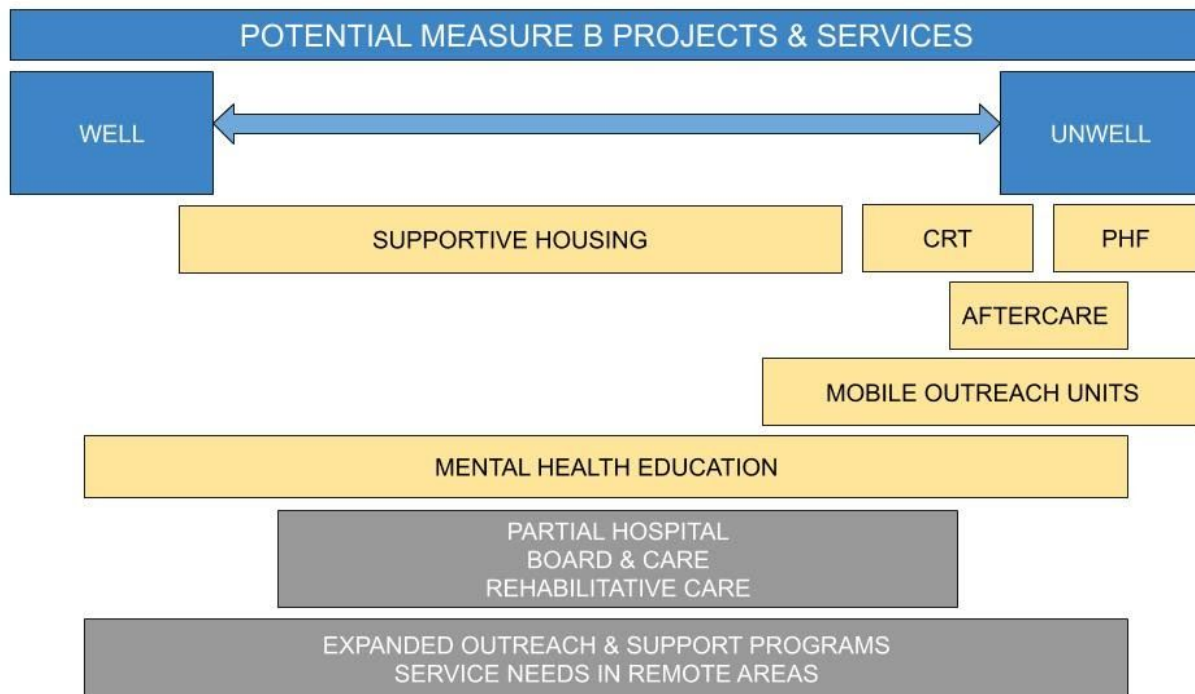 POTENTIAL MEASURE B PROJECTS & SERVICES
WELL
UNWELL
SUPPORTIVE HOUSING
CRT
PHF
AFTERCARE
MOBILE OUTREACH UNITS
MENTAL HEALTH EDUCATION
PARTIAL HOSPITAL
BOARD & CARE
REHABILITATIVE CARE
EXPANDED OUTREACH & SUPPORT PROGRAMS
SERVICE NEEDS IN REMOTE AREAS